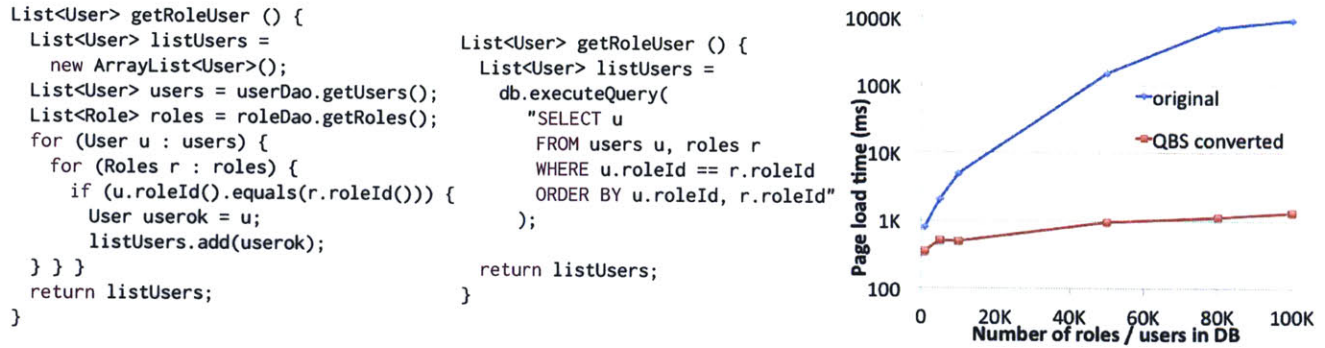 List<User> getRoleUser () {
  List<User> listUsers =
    new ArrayList<User>();
  List<User> users = userDao.getUsers();
  List<Role> roles = roleDao.getRoles();
  for (User u : users) {
    for (Roles r : roles) {
      if (u.roleId().equals(r.roleId())) {
        User userok = u;
        listUsers.add(userok);
  } } }
  return listUsers;
}
List<User> getRoleUser () {
  List<User> listUsers =
    db.executeQuery(
      "SELECT u
       FROM users u, roles r
       WHERE u.roleId == r.roleId
       ORDER BY u.roleId, r.roleId"
    );
  return listUsers;
}
Page load time (ms)
1000K
100K
10K
1K
100
original
QBS converted
0 20K 40K 60K 80K 100K
Number of roles / users in DB